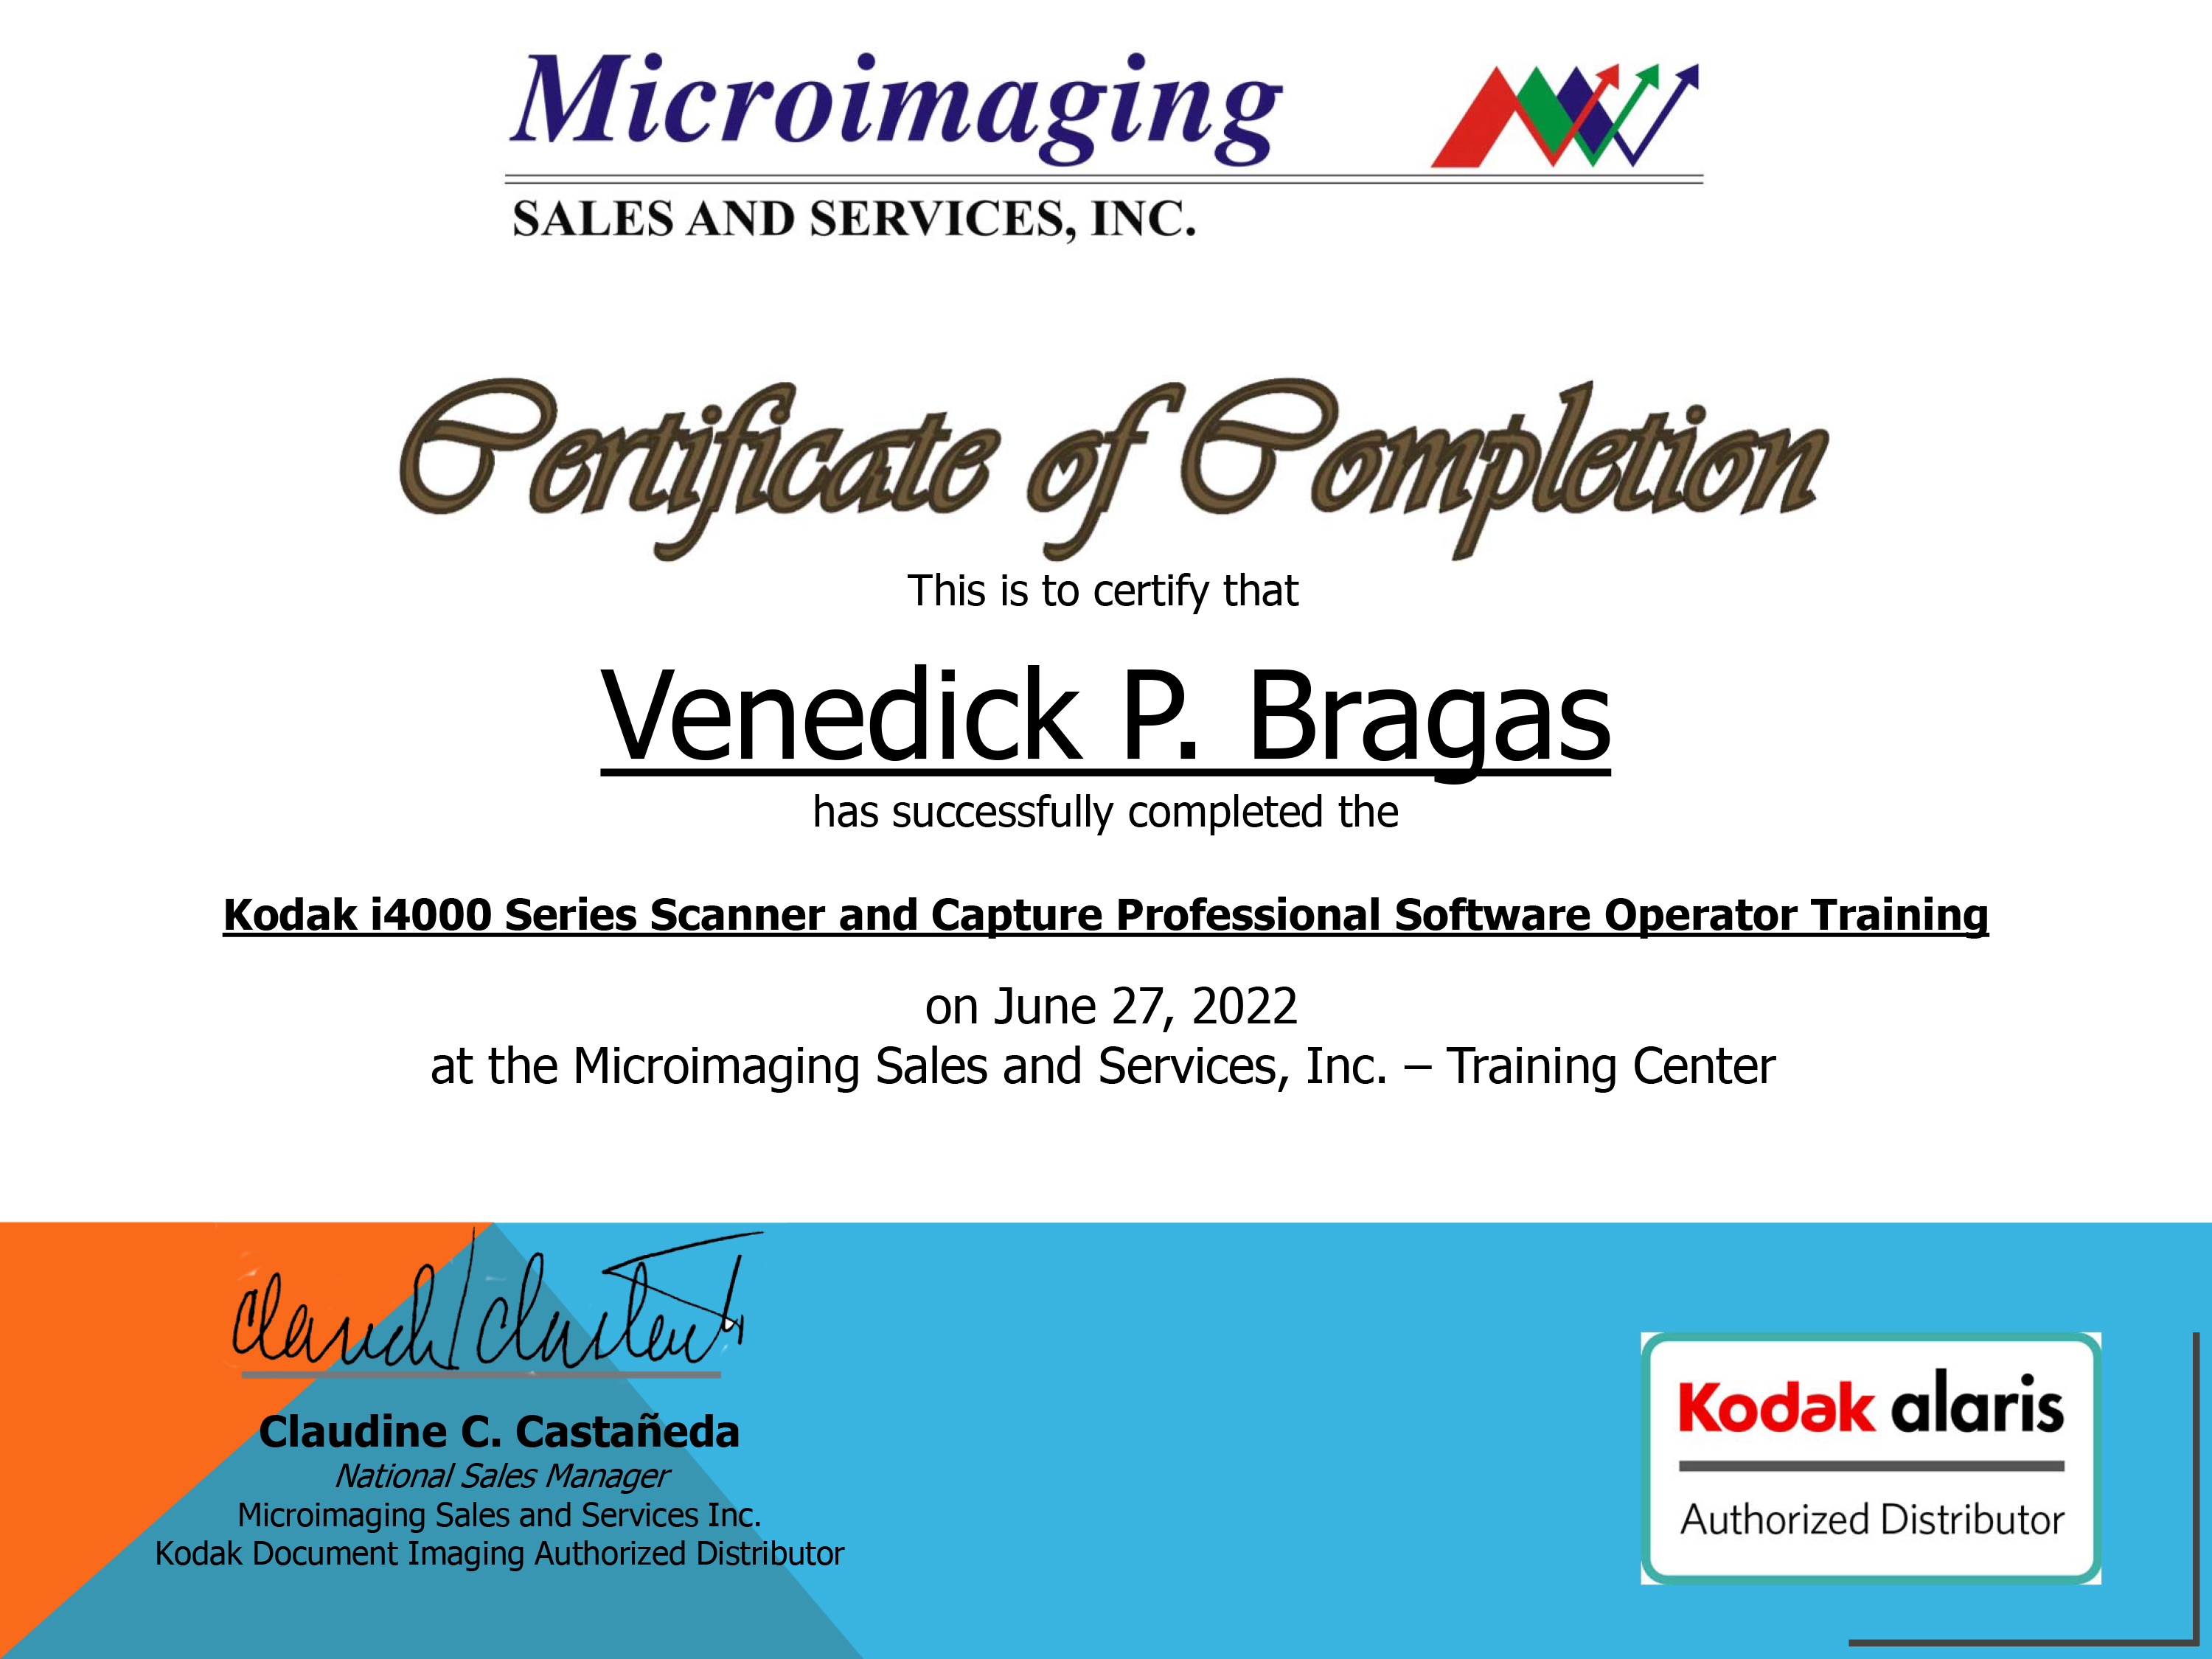 Microimaging
SALES AND SERVICES, INC.
Certificate of Completion
This is to certify that
Venedick P. Bragas
has successfully completed the
Kodak i4000 Series Scanner and Capture Professional Software Operator Training
on June 27, 2022
at the Microimaging Sales and Services, Inc. – Training Center
Claudine C. Castañeda
National Sales Manager
Microimaging Sales and Services Inc.
Kodak Document Imaging Authorized Distributor
Kodak alaris
Authorized Distributor